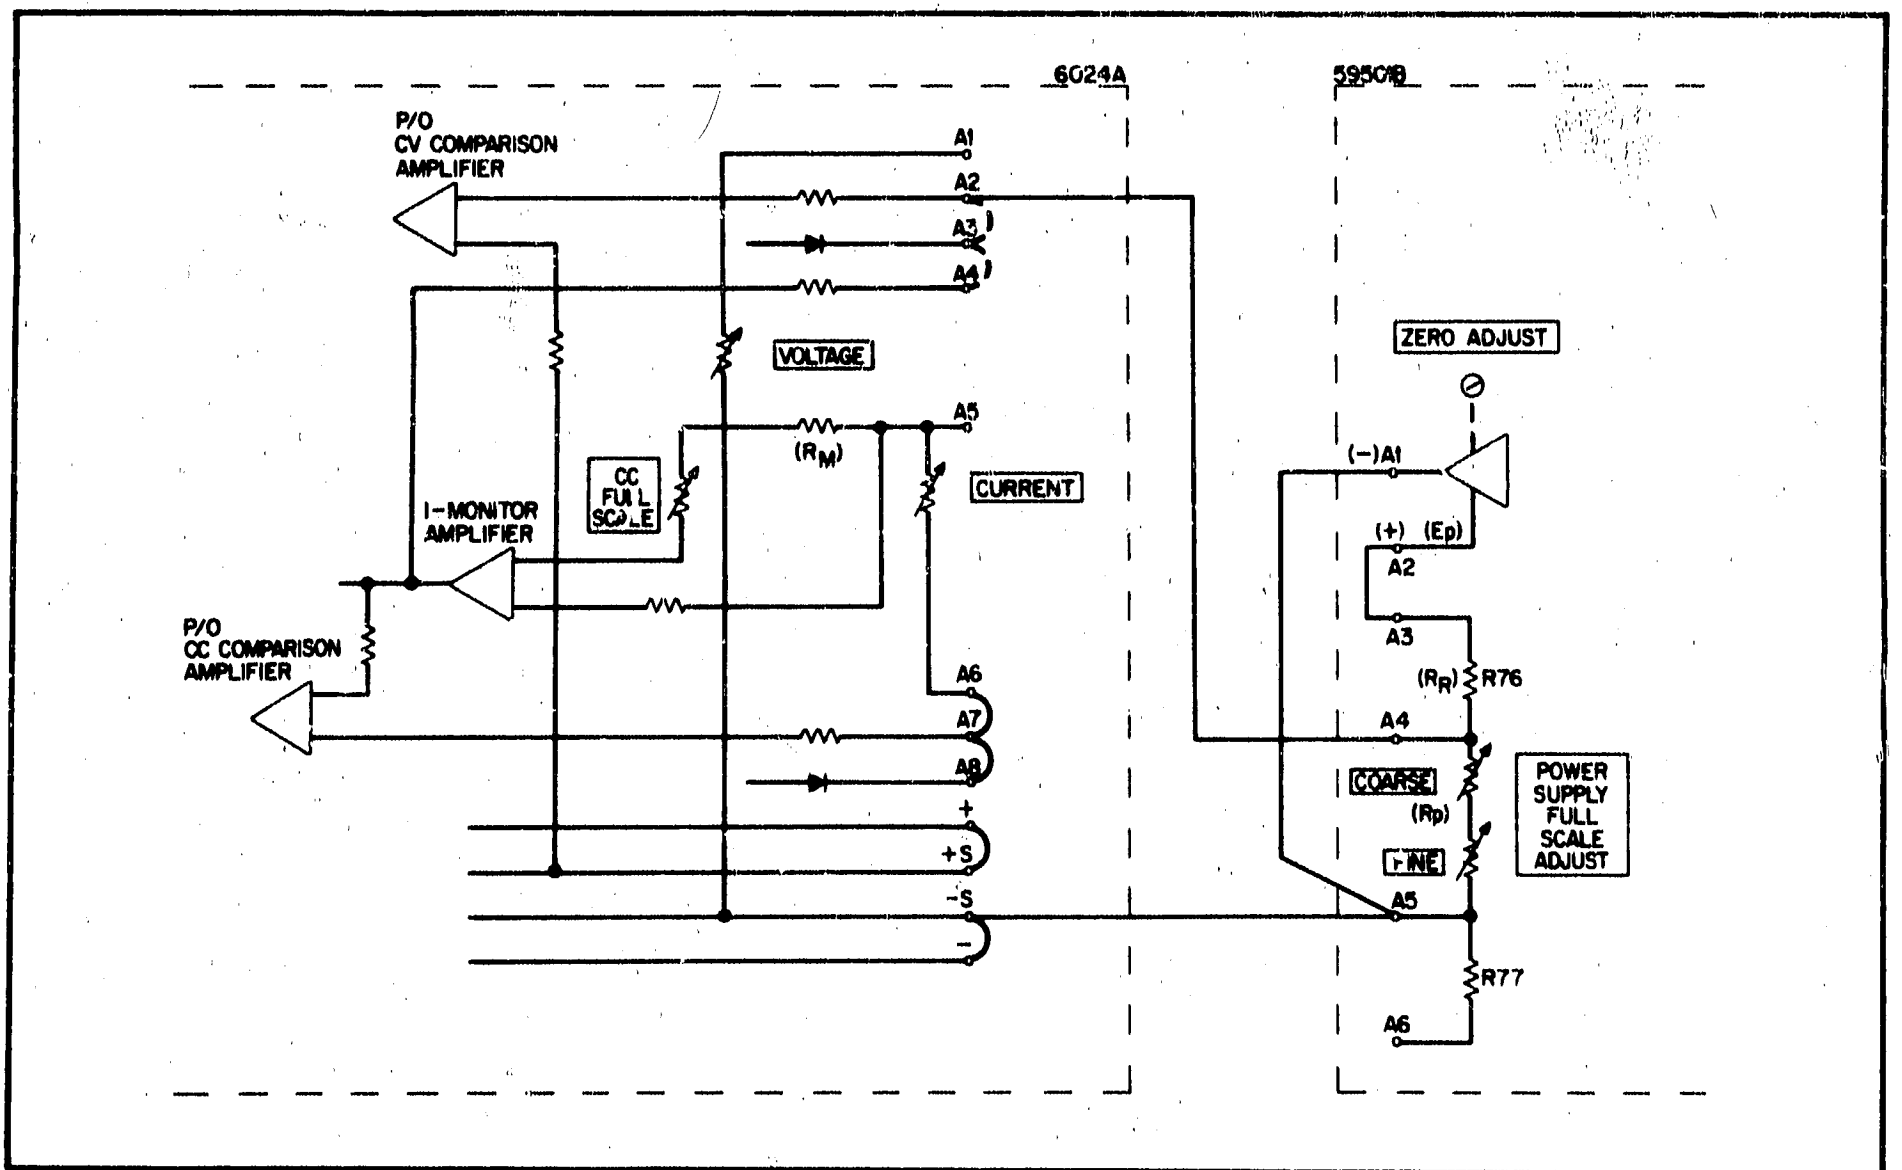 6024A
59501B
P/O
CV COMPARISON
AMPLIFIER
A1
A2
A3
A4
VOLTAGE
ZERO ADJUST
A5
(RM)
CC
FULL
SCALE
CURRENT
(-)A1
I-MONITOR
AMPLIFIER
(+) (Ep)
A2
A3
P/O
CC COMPARISON
AMPLIFIER
A6
(RR) R76
A7
A4
A8
COARSE
(Rp)
POWER
SUPPLY
FULL
SCALE
ADJUST
+
+S
FINE
-S
A5
-
R77
A6